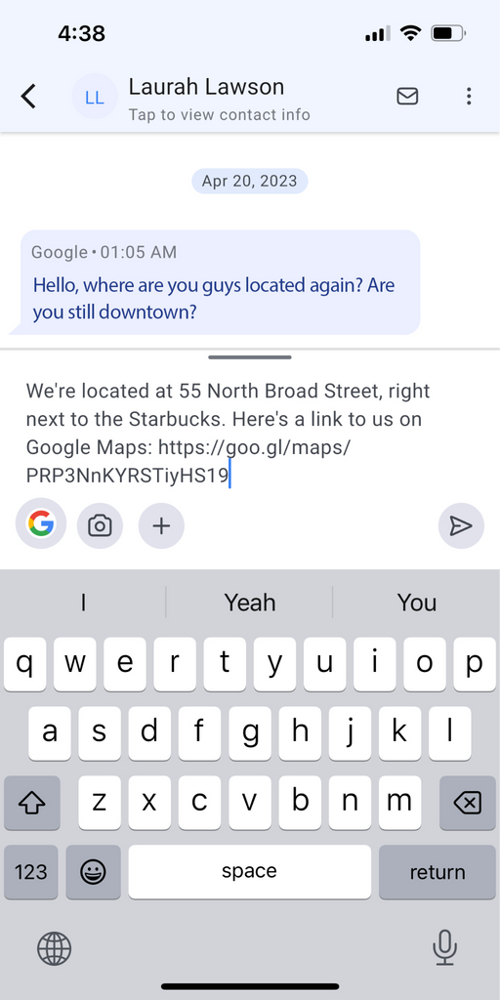 4:38
LL
Laurah Lawson
Tap to view contact info
Apr 20, 2023
Google • 01:05 AM
Hello, where are you guys located again? Are
you still downtown?
We're located at 55 North Broad Street, right
next to the Starbucks. Here's a link to us on
Google Maps: https://goo.gl/maps/
PRP3NnKYRSTiyHS19
G
I Yeah You
q w e r t y u i o p
a s d f g h j k l
z x c v b n m
123 space return